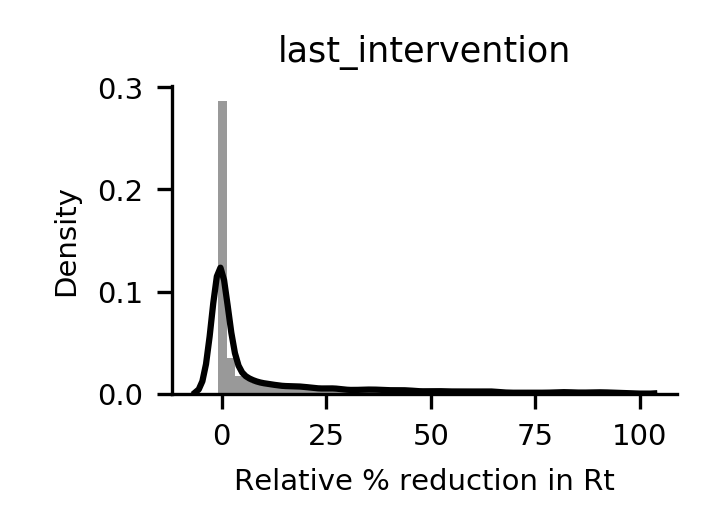 last_intervention
0.3
0.2
0.1
0.0
Density
0 25 50 75 100
Relative % reduction in Rt